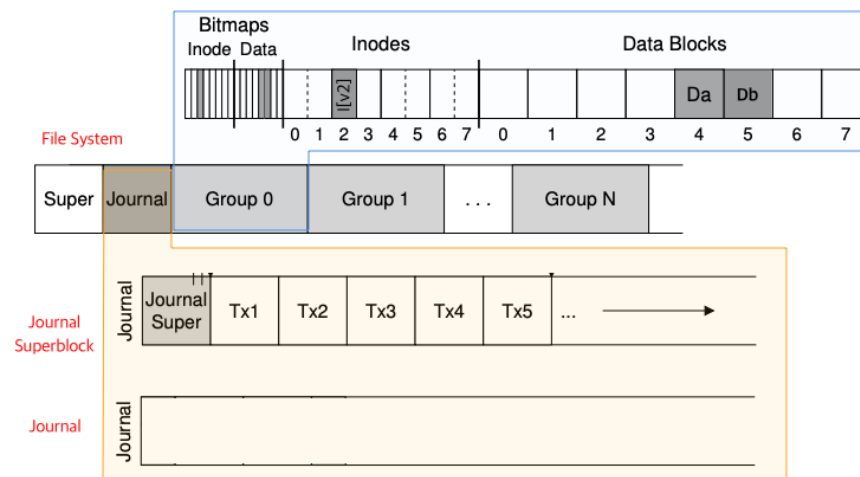 Bitmaps
Inode Data
Inodes
Data Blocks
I[v2]
Da
Db
0 1 2 3 4 5 6 7
0 1 2 3 4 5 6 7
File System
Super
Journal
Group 0
Group 1
. . .
Group N
Journal
Superblock
Journal
Journal
Super
Tx1
Tx2
Tx3
Tx4
Tx5
...
Journal
Journal